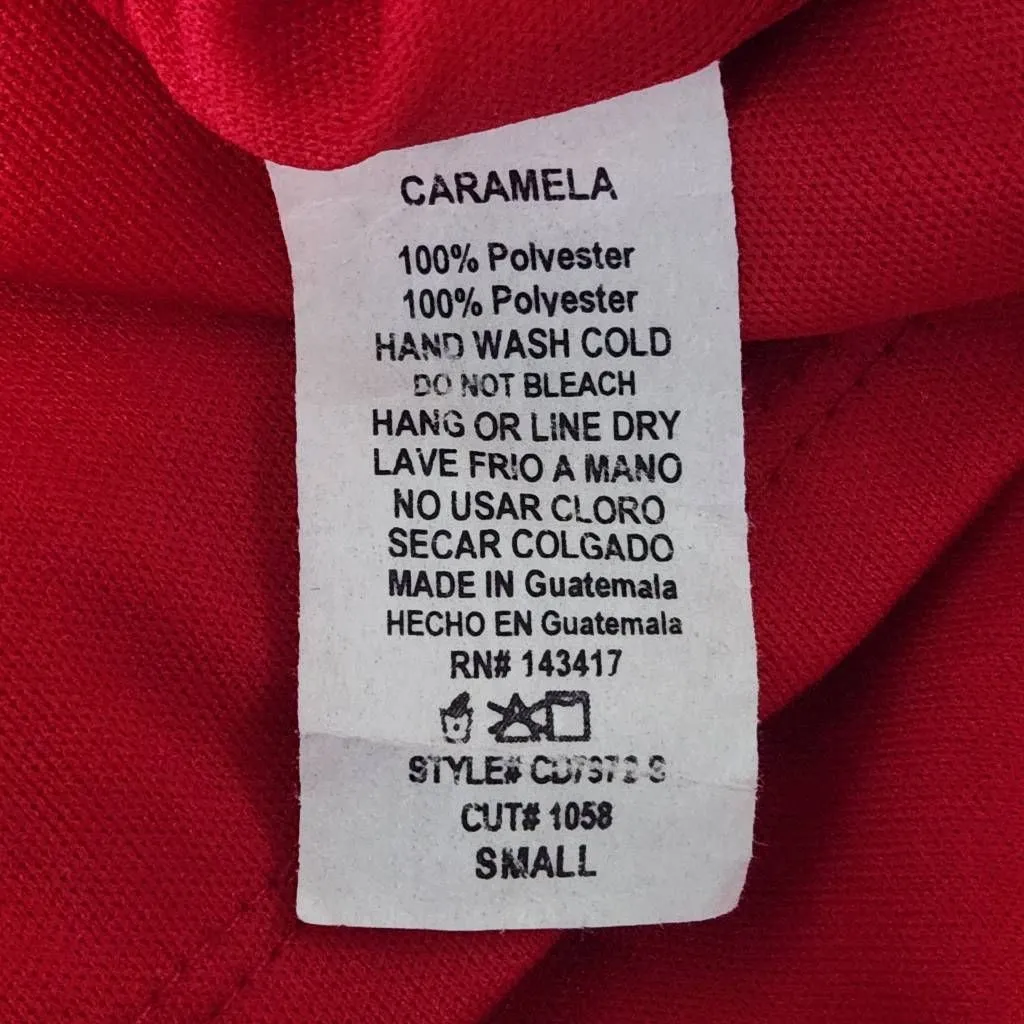 CARAMELA
100% Polyester
100% Polyester
HAND WASH COLD
DO NOT BLEACH
HANG OR LINE DRY
LAVE FRIO A MANO
NO USAR CLORO
SECAR COLGADO
MADE IN Guatemala
HECHO EN Guatemala
RN# 143417
STYLE#
CUT# 1058
SMALL